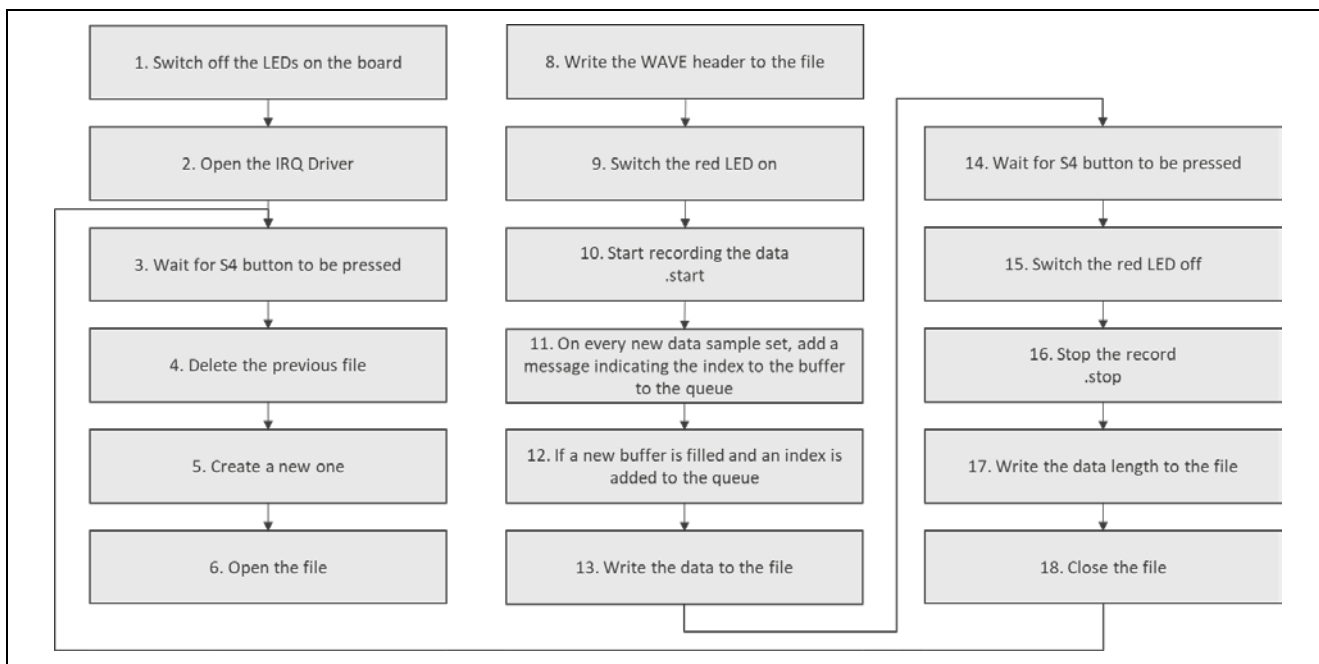 1. Switch off the LEDs on the board
2. Open the IRQ Driver
3. Wait for S4 button to be pressed
4. Delete the previous file
5. Create a new one
6. Open the file
8. Write the WAVE header to the file
9. Switch the red LED on
10. Start recording the data
.start
11. On every new data sample set, add a
message indicating the index to the buffer
to the queue
12. If a new buffer is filled and an index is
added to the queue
13. Write the data to the file
14. Wait for S4 button to be pressed
15. Switch the red LED off
16. Stop the record
.stop
17. Write the data length to the file
18. Close the file